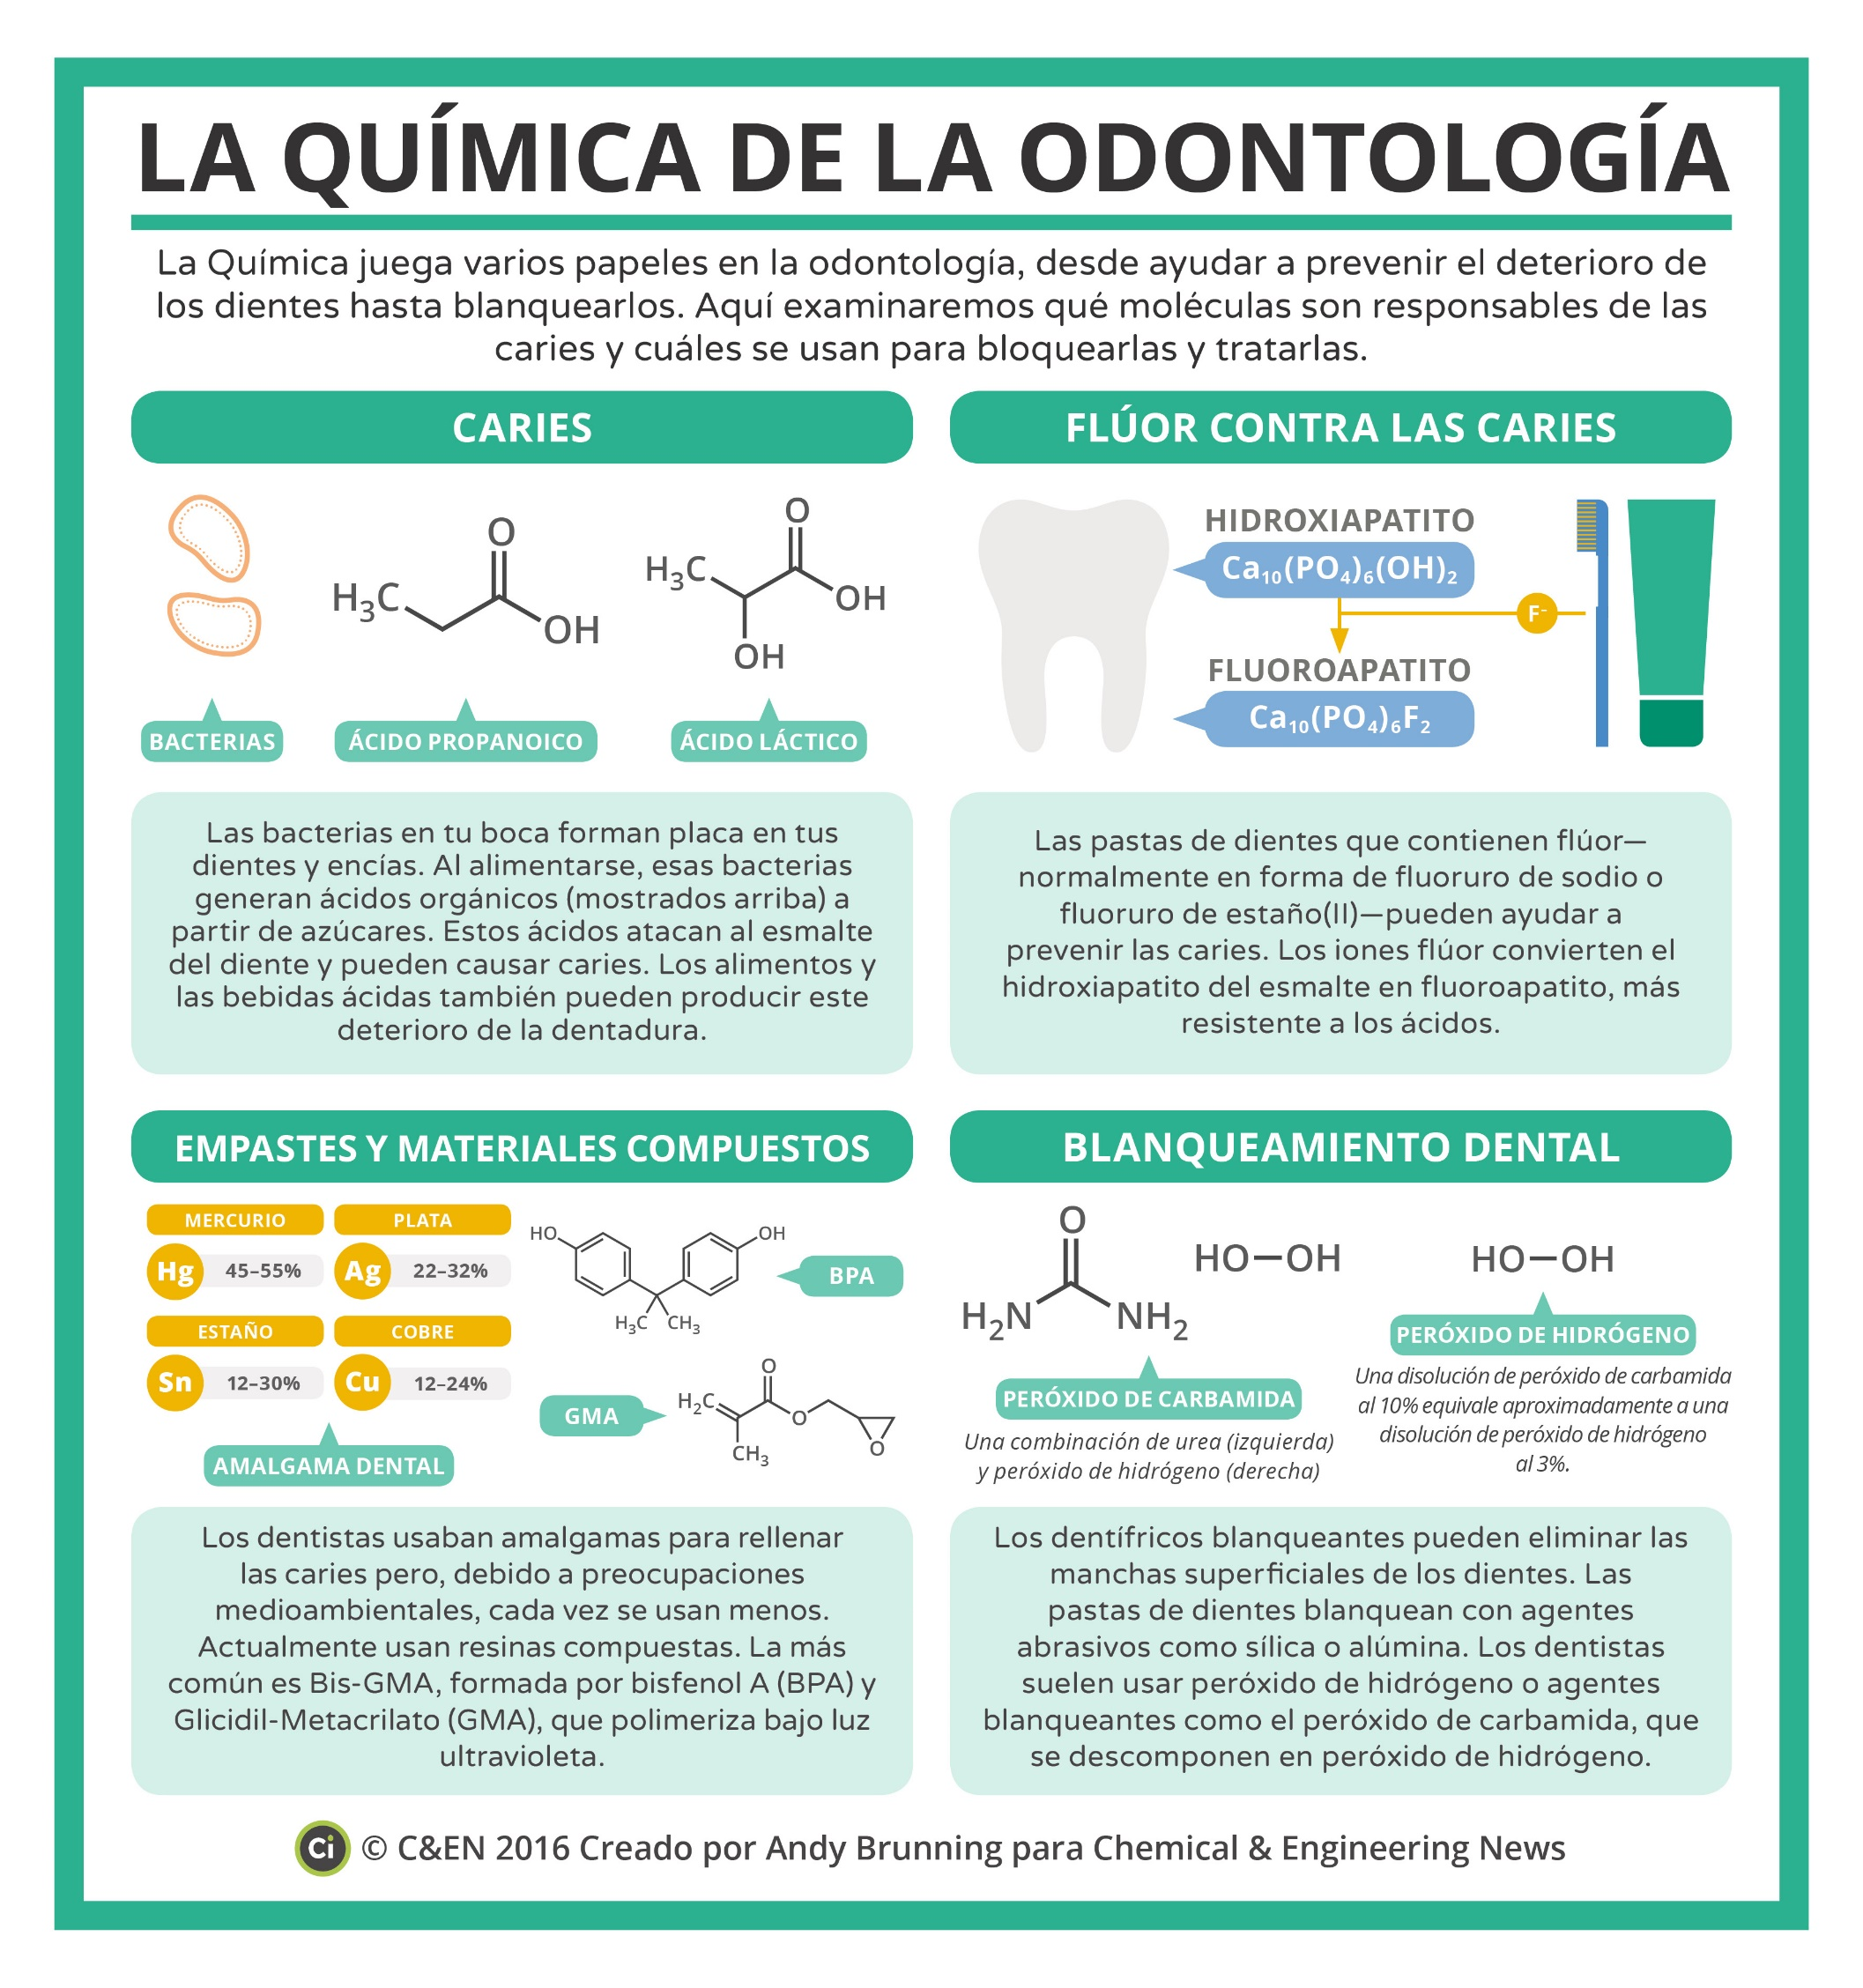 LA QUÍMICA DE LA ODONTOLOGÍA
La Química juega varios papeles en la odontología, desde ayudar a prevenir el deterioro de
los dientes hasta blanquearlos. Aquí examinaremos qué moléculas son responsables de las
caries y cuáles se usan para bloquearlas y tratarlas.
CARIES
O
H₃C
OH
O
H₃C
OH
OH
BACTERIAS
ÁCIDO PROPANOICO
ÁCIDO LÁCTICO
Las bacterias en tu boca forman placa en tus
dientes y encías. Al alimentarse, esas bacterias
generan ácidos orgánicos (mostrados arriba) a
partir de azúcares. Estos ácidos atacan al esmalte
del diente y pueden causar caries. Los alimentos y
las bebidas ácidas también pueden producir este
deterioro de la dentadura.
FLÚOR CONTRA LAS CARIES
HIDROXIAPATITO
Ca₁₀(PO₄)₆(OH)₂
F⁻
FLUOROAPATITO
Ca₁₀(PO₄)₆F₂
Las pastas de dientes que contienen flúor—
normalmente en forma de fluoruro de sodio o
fluoruro de estaño(II)—pueden ayudar a
prevenir las caries. Los iones flúor convierten el
hidroxiapatito del esmalte en fluoroapatito, más
resistente a los ácidos.
EMPASTES Y MATERIALES COMPUESTOS
MERCURIO
Hg 45–55%
PLATA
Ag 22–32%
ESTAÑO
Sn 12–30%
COBRE
Cu 12–24%
AMALGAMA DENTAL
HO
OH
H₃C CH₃
BPA
GMA
O
H₂C
O
CH₃
O
Los dentistas usaban amalgamas para rellenar
las caries pero, debido a preocupaciones
medioambientales, cada vez se usan menos.
Actualmente usan resinas compuestas. La más
común es Bis-GMA, formada por bisfenol A (BPA) y
Glicidil-Metacrilato (GMA), que polimeriza bajo luz
ultravioleta.
BLANQUEAMIENTO DENTAL
O
H₂N NH₂
HO–OH
PERÓXIDO DE CARBAMIDA
Una combinación de urea (izquierda)
y peróxido de hidrógeno (derecha)
HO–OH
PERÓXIDO DE HIDRÓGENO
Una disolución de peróxido de carbamida
al 10% equivale aproximadamente a una
disolución de peróxido de hidrógeno
al 3%.
Los dentífricos blanqueantes pueden eliminar las
manchas superficiales de los dientes. Las
pastas de dientes blanquean con agentes
abrasivos como sílica o alúmina. Los dentistas
suelen usar peróxido de hidrógeno o agentes
blanqueantes como el peróxido de carbamida, que
se descomponen en peróxido de hidrógeno.
Ci © C&EN 2016 Creado por Andy Brunning para Chemical & Engineering News